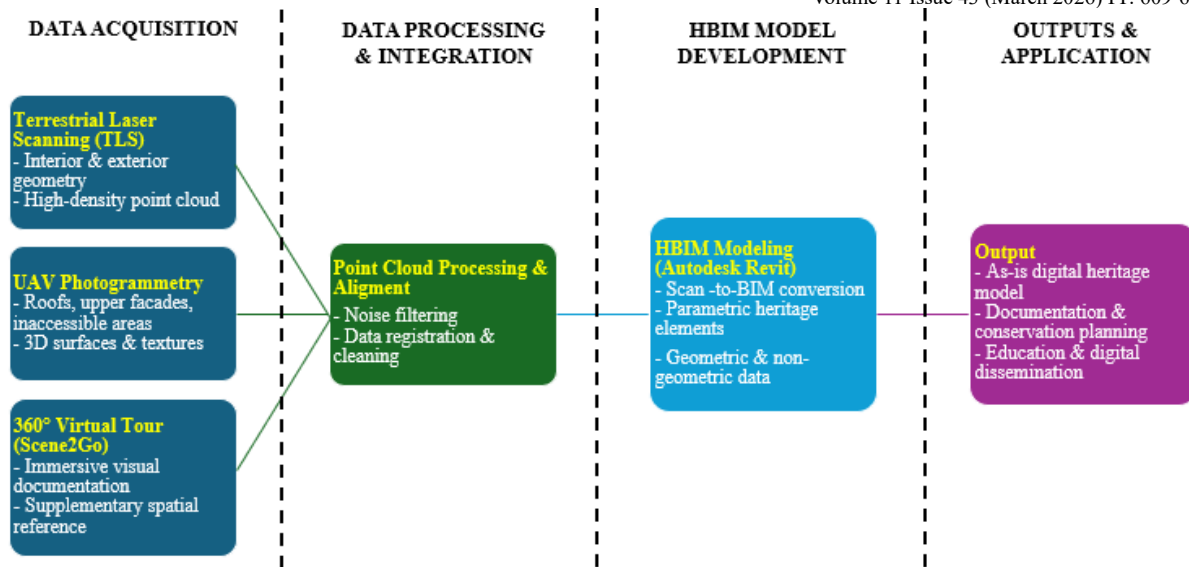 DATA ACQUISITION
DATA PROCESSING
& INTEGRATION
HBIM MODEL
DEVELOPMENT
OUTPUTS &
APPLICATION
Terrestrial Laser
Scanning (TLS)
- Interior & exterior
geometry
- High-density point cloud
UAV Photogrammetry
- Roofs, upper facades,
inaccessible areas
- 3D surfaces & textures
360° Virtual Tour
(Scene2Go)
- Immersive visual
documentation
- Supplementary spatial
reference
Point Cloud Processing &
Aligment
- Noise filtering
- Data registration &
cleaning
HBIM Modeling
(Autodesk Revit)
- Scan -to-BIM conversion
- Parametric heritage
elements
- Geometric & non-
geometric data
Output
- As-is digital heritage
model
- Documentation &
conservation planning
- Education & digital
dissemination